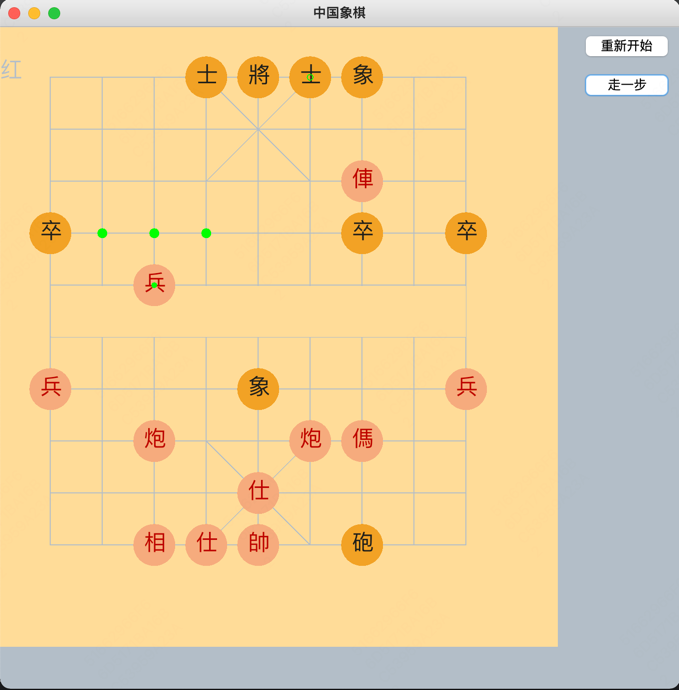 中国象棋
重新开始
红
走一步
士 將 士 象
俥
卒 卒 卒
兵
兵 象 兵
炮 炮 傌
仕
相 仕 帥 砲